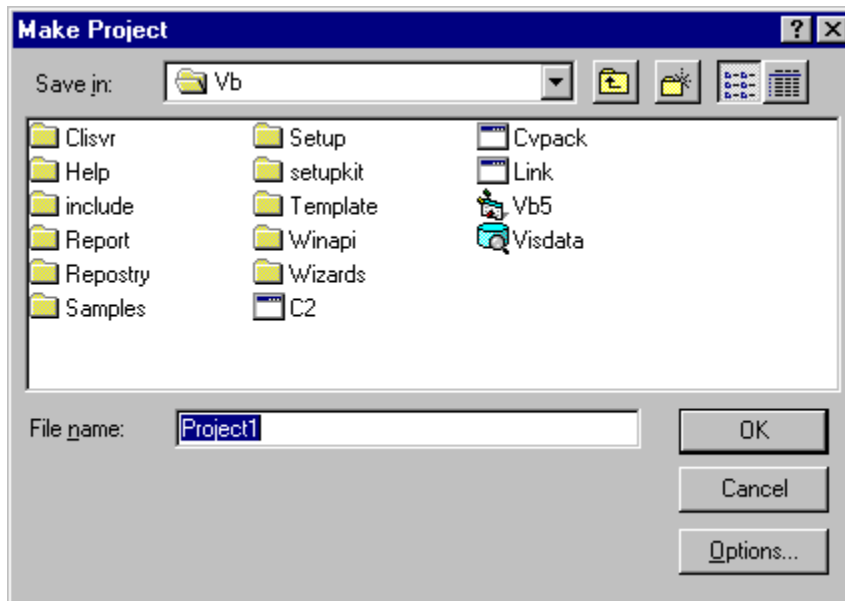 Make Project
Save in: Vb
Clisvr Setup Cvpack
Help setupkit Link
include Template Vb5
Report Winapi Visdata
Repostry Wizards
Samples C2
File name: Project1 OK
Cancel
Options...